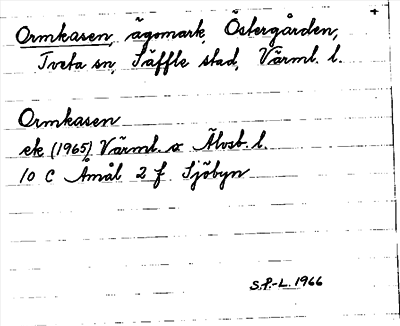 Ormkasen, ägomark, Östergården,
Tveta sn, Säffle stad, Värml. l.
Ormkasen
ek (1965) Värml. o Älvsb. l.
10 C Åmål 2 f Sjöbyn
S.P.-L. 1966